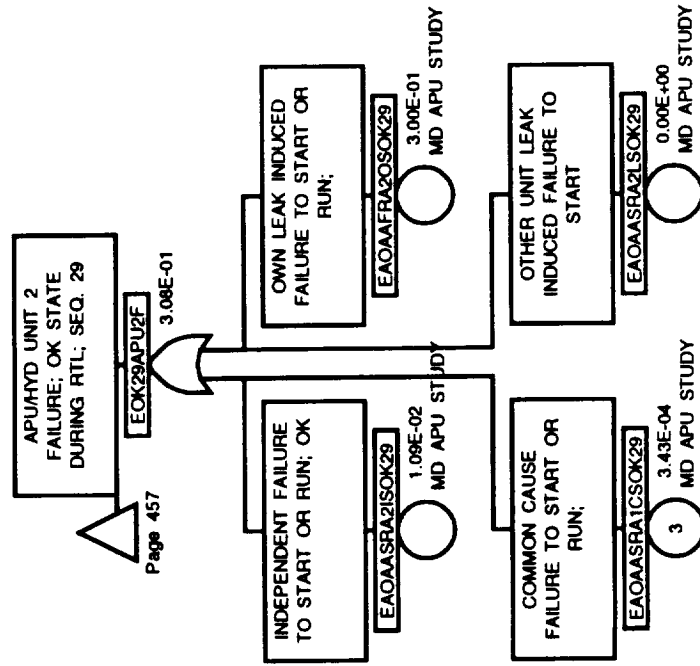 APU/HYD UNIT 2
FAILURE; OK STATE
DURING RTL; SEQ. 29
EOK29APU2F
3.08E-01
Page 457
INDEPENDENT FAILURE
TO START OR RUN; OK
EAOAASRA2ISOK29
1.09E-02
MD APU STUDY
OWN LEAK INDUCED
FAILURE TO START OR
RUN;
EAOAAFRA2OSOK29
3.00E-01
MD APU STUDY
COMMON CAUSE
FAILURE TO START OR
RUN;
EAOAASRA1CSOK29
3
3.43E-04
MD APU STUDY
OTHER UNIT LEAK
INDUCED FAILURE TO
START
EAOAASRA2LSOK29
0.00E+00
MD APU STUDY